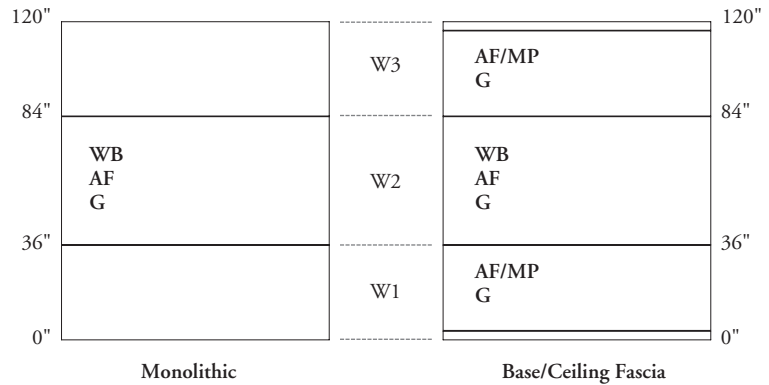 120"
120"
W3
AF/MP
G
84"
84"
WB
AF
G
W2
WB
AF
G
36"
36"
W1
AF/MP
G
0"
0"
Monolithic
Base/Ceiling Fascia